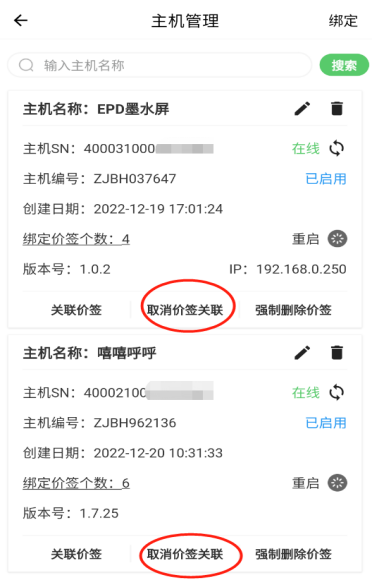 主机管理 绑定
输入主机名称 搜索
主机名称：EPD墨水屏
主机SN：400031000 在线
主机编号：ZJBH037647 已启用
创建日期：2022-12-19 17:01:24
绑定价签个数：4 重启
版本号：1.0.2 IP：192.168.0.250
关联价签 取消价签关联 强制删除价签
主机名称：嘻嘻呼呼
主机SN：40002100 在线
主机编号：ZJBH962136 已启用
创建日期：2022-12-20 10:31:33
绑定价签个数：6 重启
版本号：1.7.25
关联价签 取消价签关联 强制删除价签